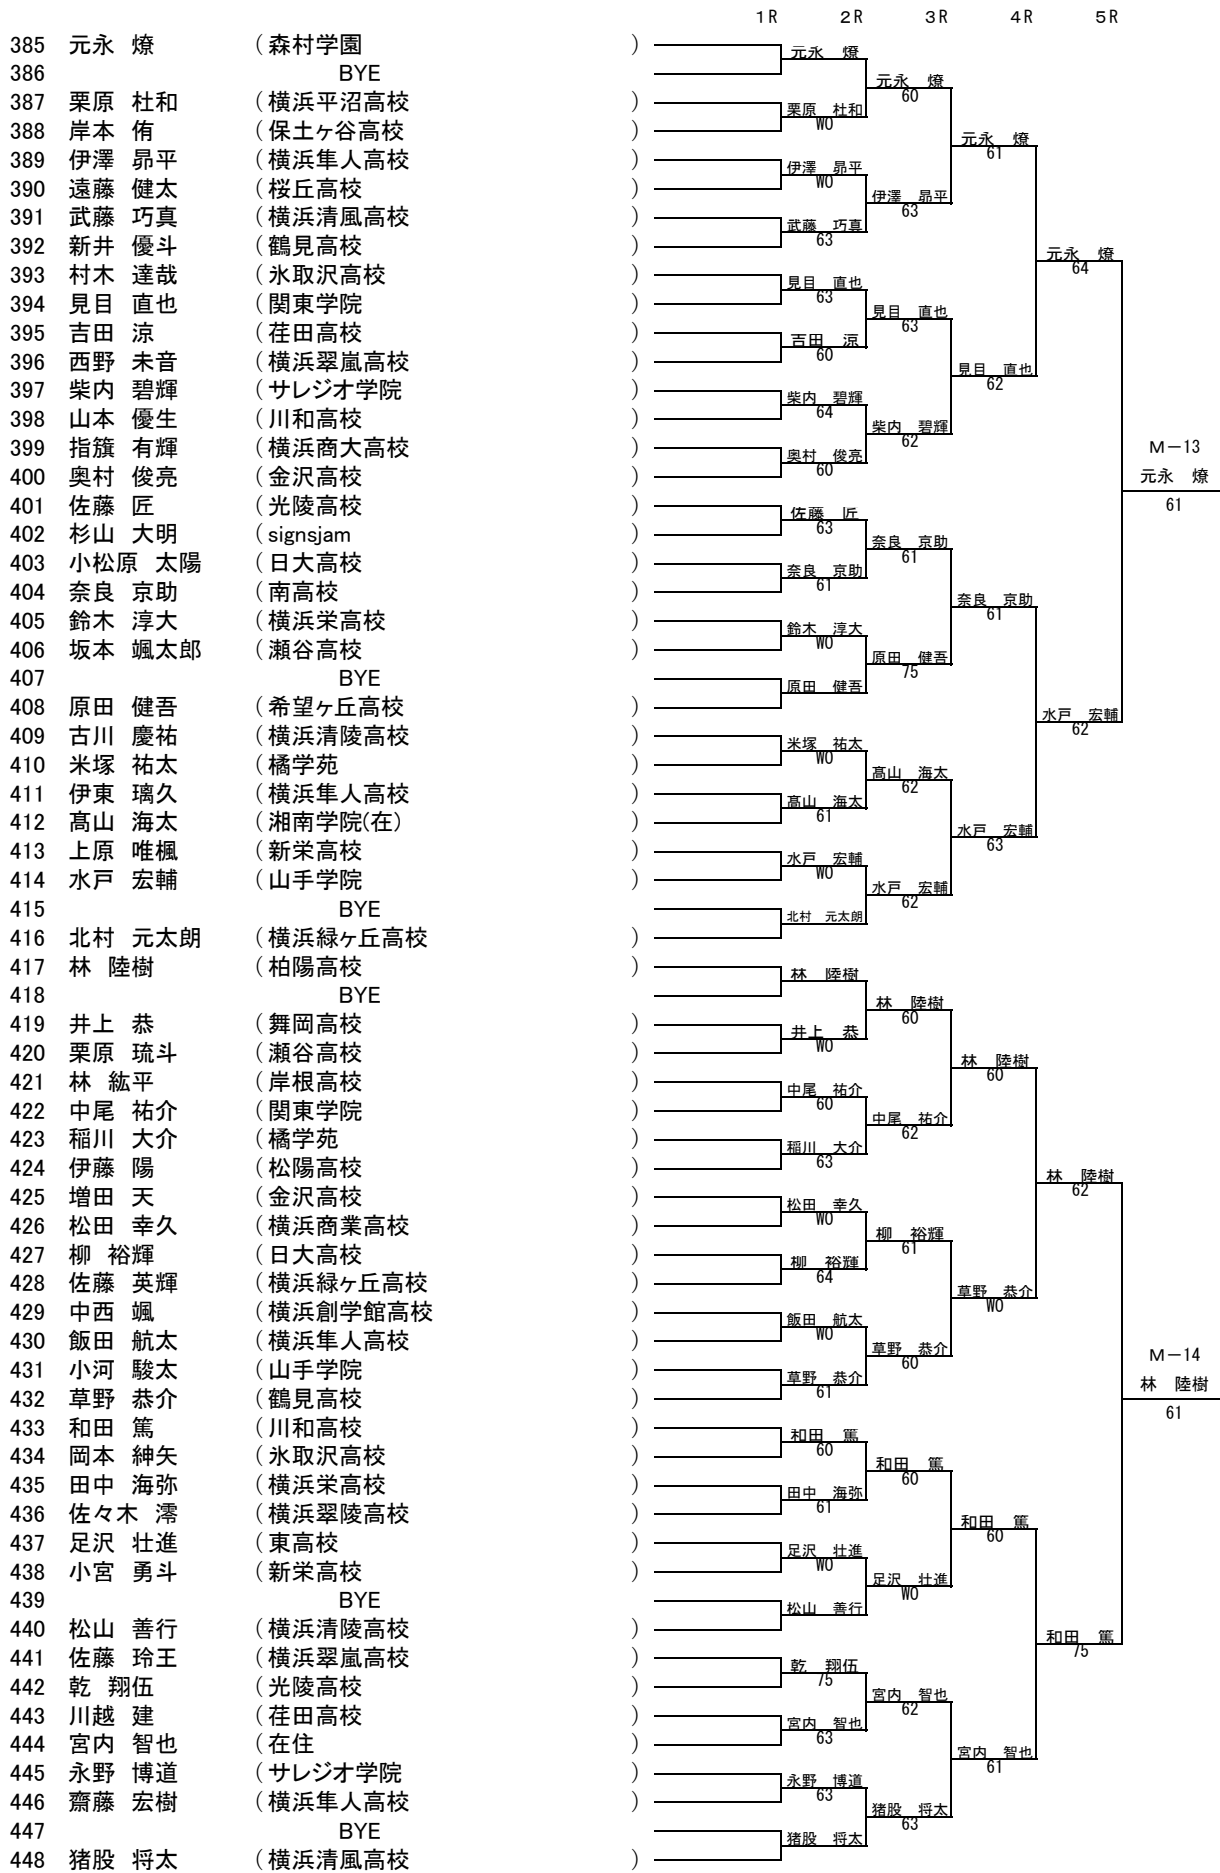 1R 2R 3R 4R 5R
385 元永 燎 （ 森村学園 ）
元永 燎
386 BYE
元永 燎
60
387 栗原 杜和 （ 横浜平沼高校 ）
栗原 杜和
WO
388 岸本 侑 （ 保土ヶ谷高校 ）
元永 燎
61
389 伊澤 昴平 （ 横浜隼人高校 ）
伊澤 昴平
WO
390 遠藤 健太 （ 桜丘高校 ）
伊澤 昴平
63
391 武藤 巧真 （ 横浜清風高校 ）
武藤 巧真
63
392 新井 優斗 （ 鶴見高校 ）
元永 燎
64
393 村木 達哉 （ 氷取沢高校 ）
見目 直也
63
394 見目 直也 （ 関東学院 ）
見目 直也
63
395 吉田 涼 （ 荏田高校 ）
吉田 涼
60
396 西野 未音 （ 横浜翠嵐高校 ）
見目 直也
62
397 柴内 碧輝 （ サレジオ学院 ）
柴内 碧輝
64
398 山本 優生 （ 川和高校 ）
柴内 碧輝
62
399 指籏 有輝 （ 横浜商大高校 ）
奥村 俊亮
60
400 奥村 俊亮 （ 金沢高校 ）
M－13
元永 燎
61
401 佐藤 匠 （ 光陵高校 ）
佐藤 匠
63
402 杉山 大明 （ signsjam ）
奈良 京助
61
403 小松原 太陽 （ 日大高校 ）
奈良 京助
61
404 奈良 京助 （ 南高校 ）
奈良 京助
61
405 鈴木 淳大 （ 横浜栄高校 ）
鈴木 淳大
WO
406 坂本 颯太郎 （ 瀬谷高校 ）
原田 健吾
75
407 BYE
原田 健吾
408 原田 健吾 （ 希望ヶ丘高校 ）
水戸 宏輔
62
409 古川 慶祐 （ 横浜清陵高校 ）
米塚 祐太
WO
410 米塚 祐太 （ 橘学苑 ）
髙山 海太
62
411 伊東 璃久 （ 横浜隼人高校 ）
髙山 海太
61
412 髙山 海太 （ 湘南学院(在) ）
水戸 宏輔
63
413 上原 唯楓 （ 新栄高校 ）
水戸 宏輔
WO
414 水戸 宏輔 （ 山手学院 ）
水戸 宏輔
62
415 BYE
北村 元太朗
416 北村 元太朗 （ 横浜緑ヶ丘高校 ）
417 林 陸樹 （ 柏陽高校 ）
林 陸樹
418 BYE
林 陸樹
60
419 井上 恭 （ 舞岡高校 ）
井上 恭
WO
420 栗原 琉斗 （ 瀬谷高校 ）
林 陸樹
60
421 林 紘平 （ 岸根高校 ）
中尾 祐介
60
422 中尾 祐介 （ 関東学院 ）
中尾 祐介
62
423 稲川 大介 （ 橘学苑 ）
稲川 大介
63
424 伊藤 陽 （ 松陽高校 ）
林 陸樹
62
425 増田 天 （ 金沢高校 ）
松田 幸久
WO
426 松田 幸久 （ 横浜商業高校 ）
柳 裕輝
61
427 柳 裕輝 （ 日大高校 ）
柳 裕輝
64
428 佐藤 英輝 （ 横浜緑ヶ丘高校 ）
草野 恭介
WO
429 中西 颯 （ 横浜創学館高校 ）
飯田 航太
WO
430 飯田 航太 （ 横浜隼人高校 ）
草野 恭介
60
431 小河 駿太 （ 山手学院 ）
草野 恭介
61
432 草野 恭介 （ 鶴見高校 ）
M－14
林 陸樹
61
433 和田 篤 （ 川和高校 ）
和田 篤
60
434 岡本 紳矢 （ 氷取沢高校 ）
和田 篤
60
435 田中 海弥 （ 横浜栄高校 ）
田中 海弥
61
436 佐々木 澪 （ 横浜翠陵高校 ）
和田 篤
60
437 足沢 壮進 （ 東高校 ）
足沢 壮進
WO
438 小宮 勇斗 （ 新栄高校 ）
足沢 壮進
WO
439 BYE
松山 善行
440 松山 善行 （ 横浜清陵高校 ）
和田 篤
75
441 佐藤 玲王 （ 横浜翠嵐高校 ）
乾 翔伍
75
442 乾 翔伍 （ 光陵高校 ）
宮内 智也
62
443 川越 建 （ 荏田高校 ）
宮内 智也
63
444 宮内 智也 （ 在住 ）
宮内 智也
61
445 永野 博道 （ サレジオ学院 ）
永野 博道
63
446 齋藤 宏樹 （ 横浜隼人高校 ）
猪股 将太
63
447 BYE
猪股 将太
448 猪股 将太 （ 横浜清風高校 ）